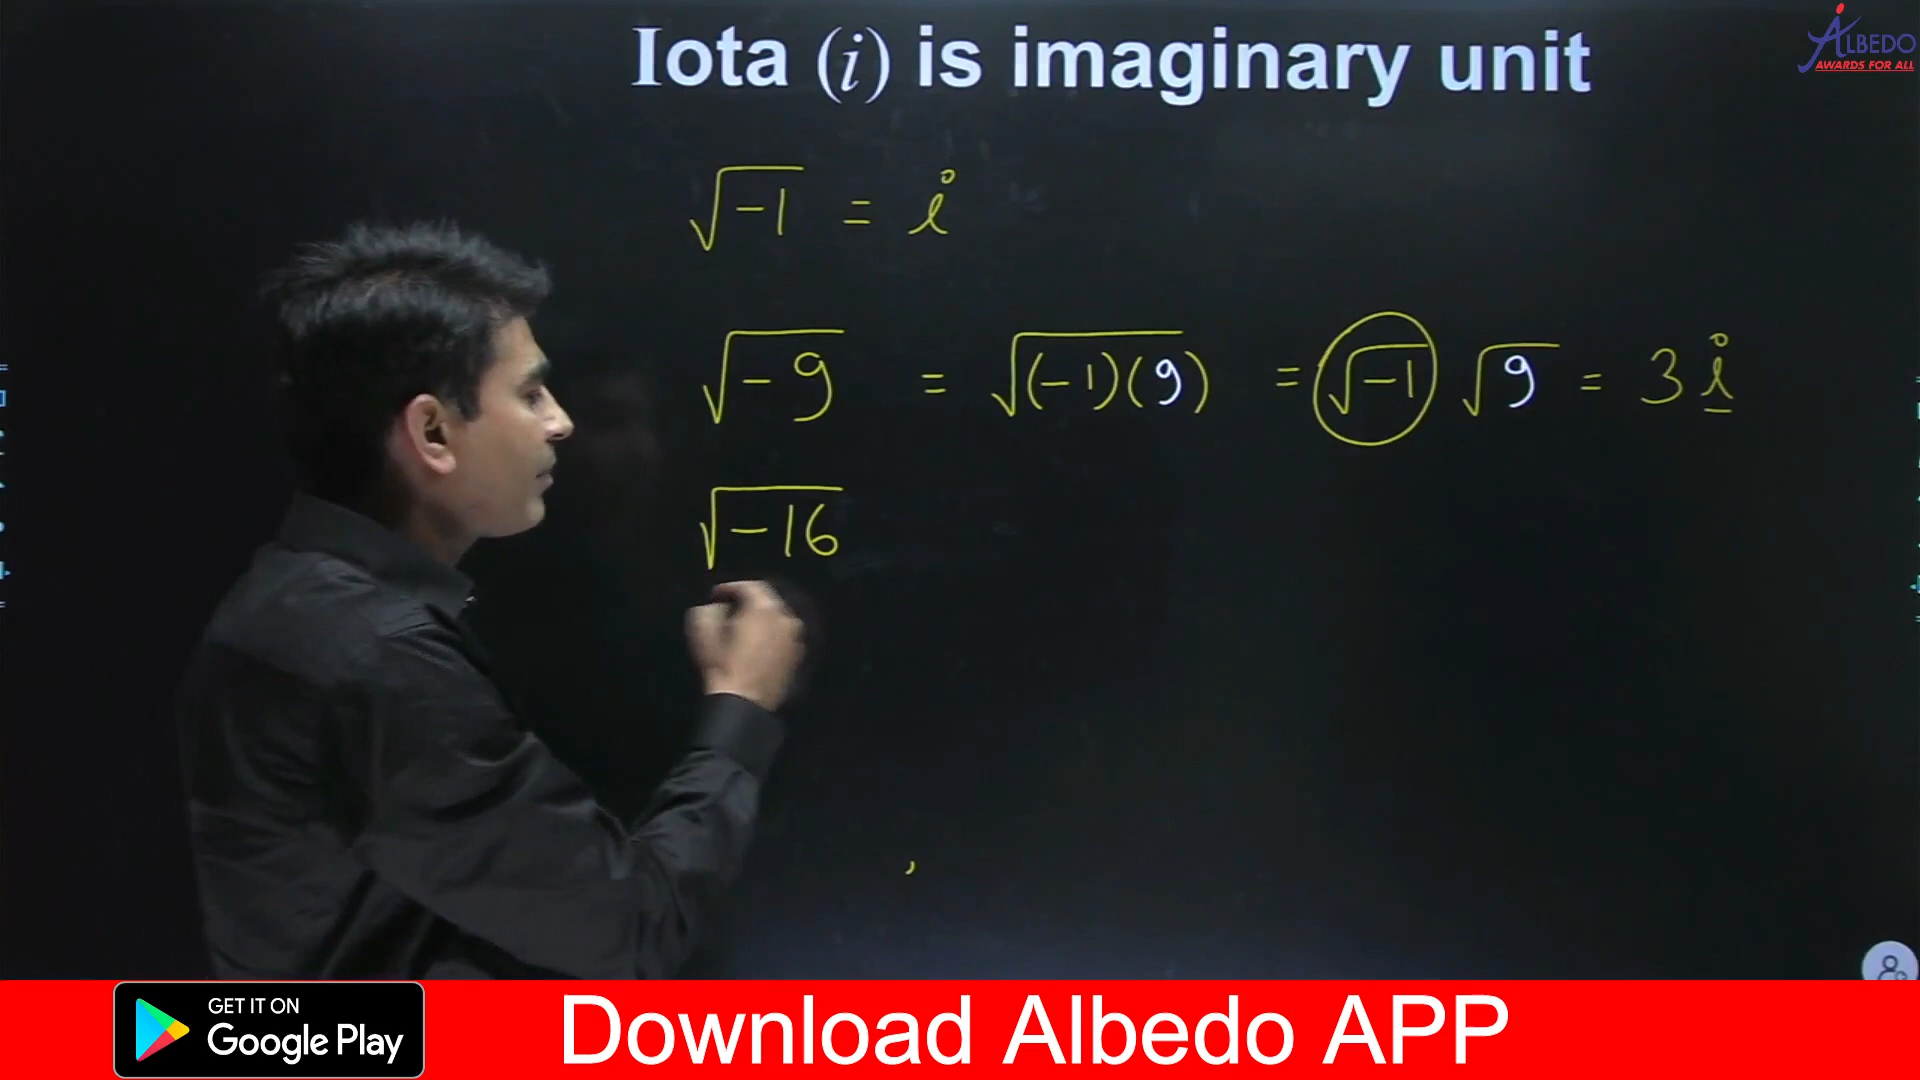 Iota (i) is imaginary unit
ALBEDO
AWARDS FOR ALL
√-1 = i
√-9 = √(-1)(9) = √-1 √9 = 3i
√-16
GET IT ON
Google Play
Download Albedo APP